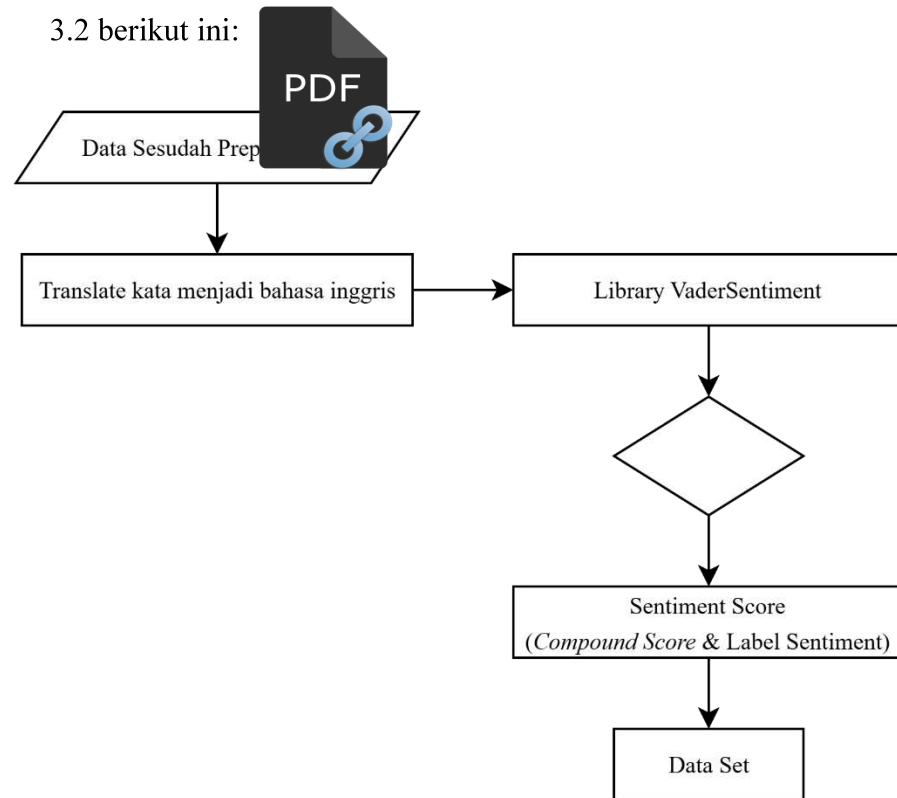 3.2 berikut ini:
PDF
Data Sesudah Prep
Translate kata menjadi bahasa inggris
Library VaderSentiment
Sentiment Score
(Compound Score & Label Sentiment)
Data Set